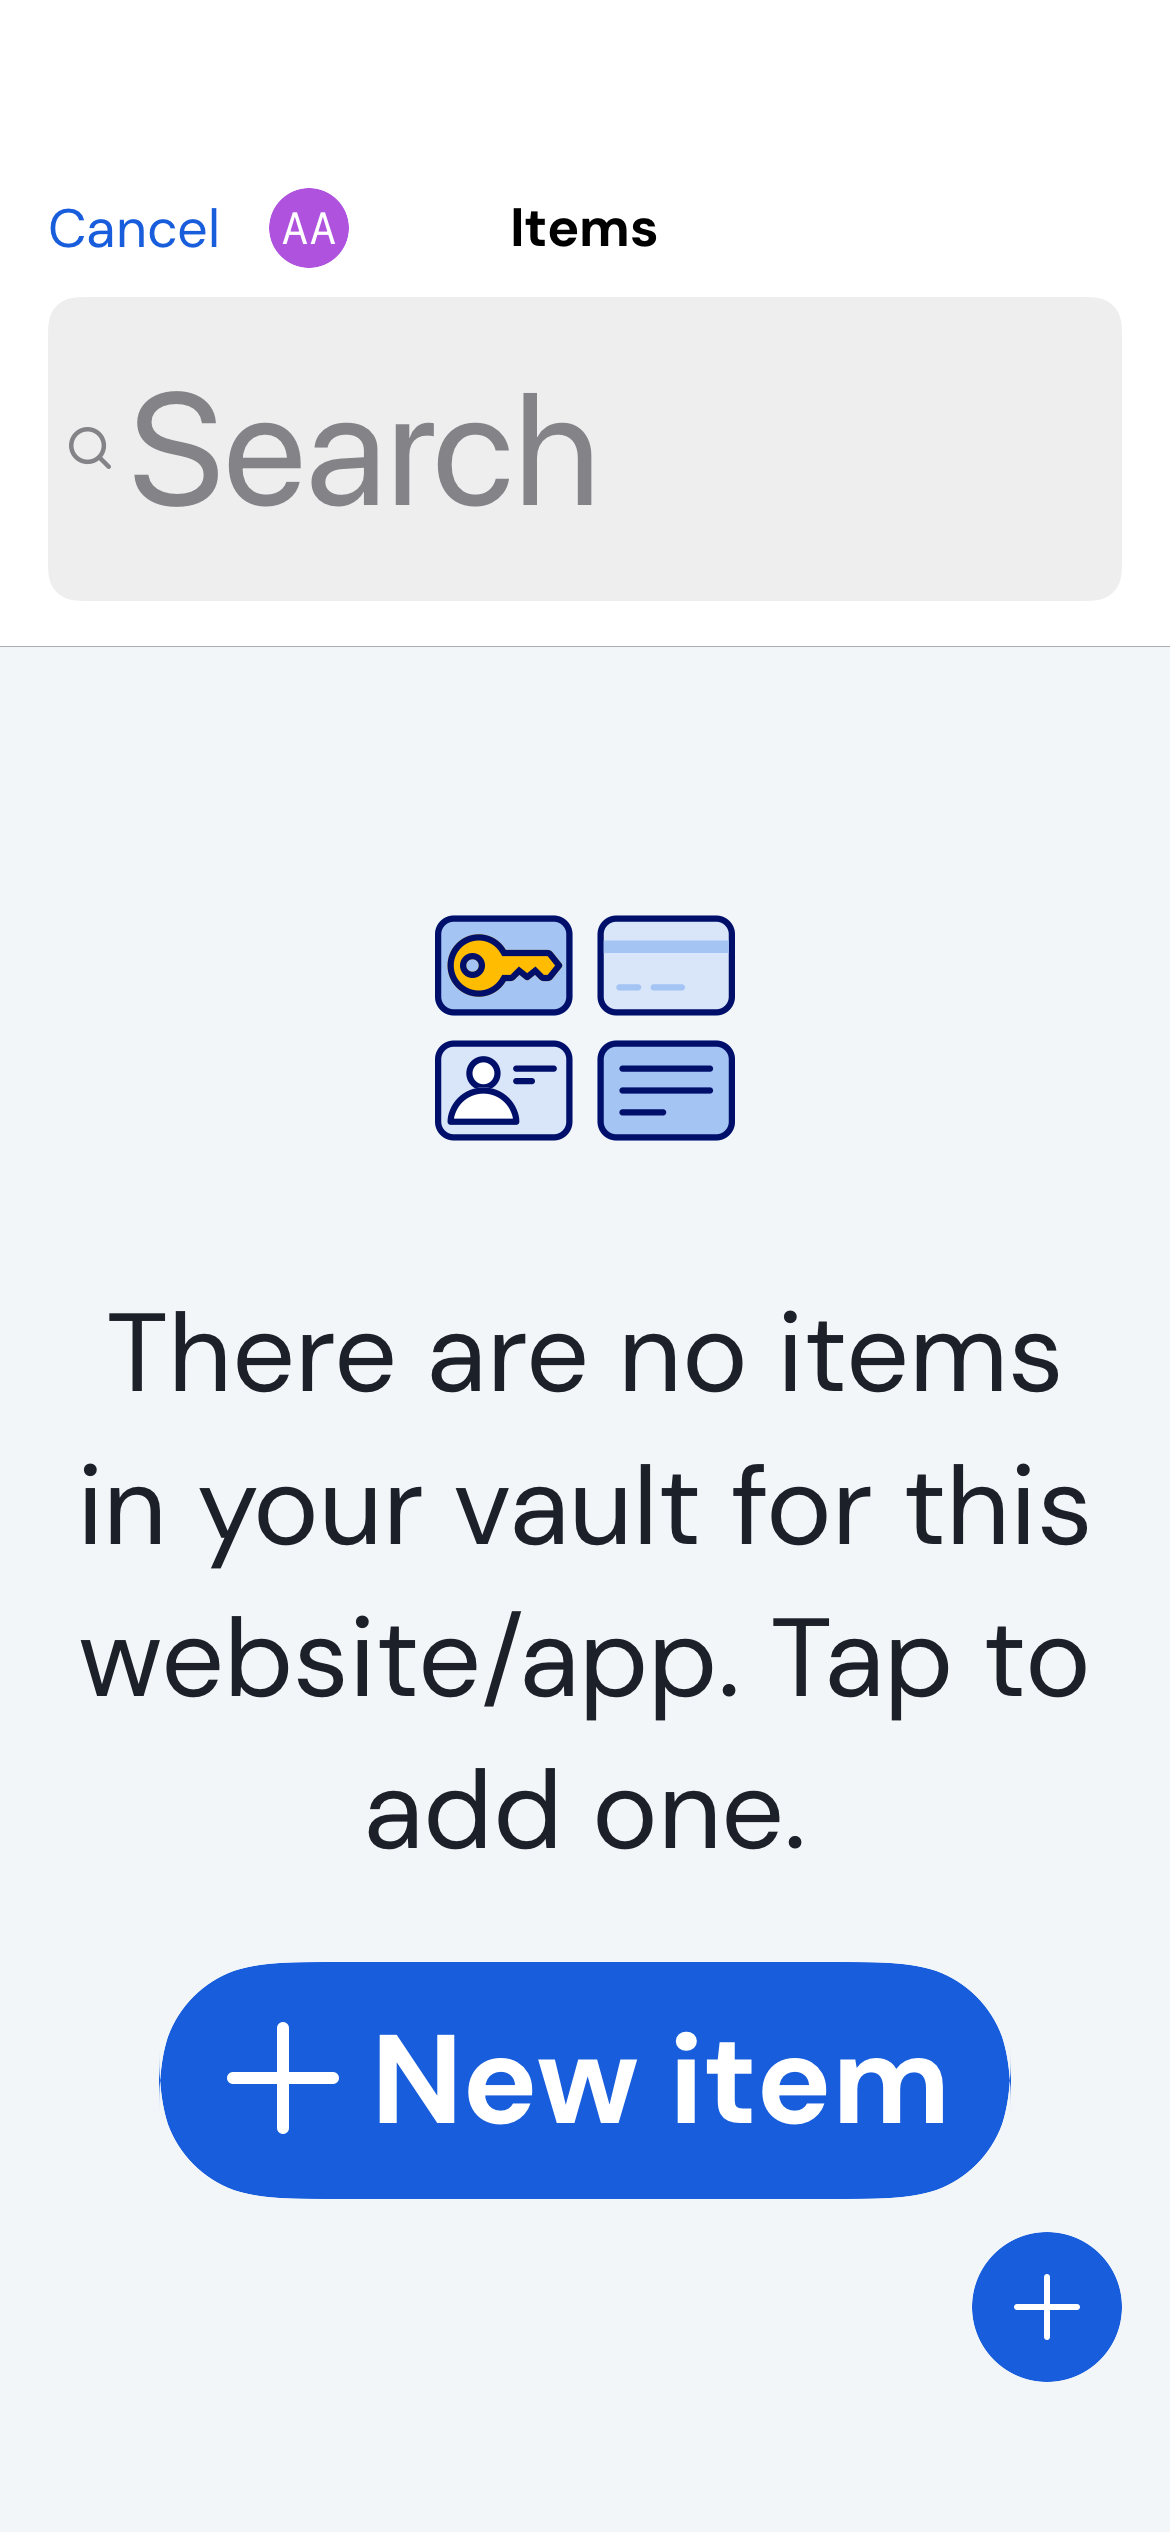 Cancel AA Items
Search
There are no items
in your vault for this
website/app. Tap to
add one.
New item